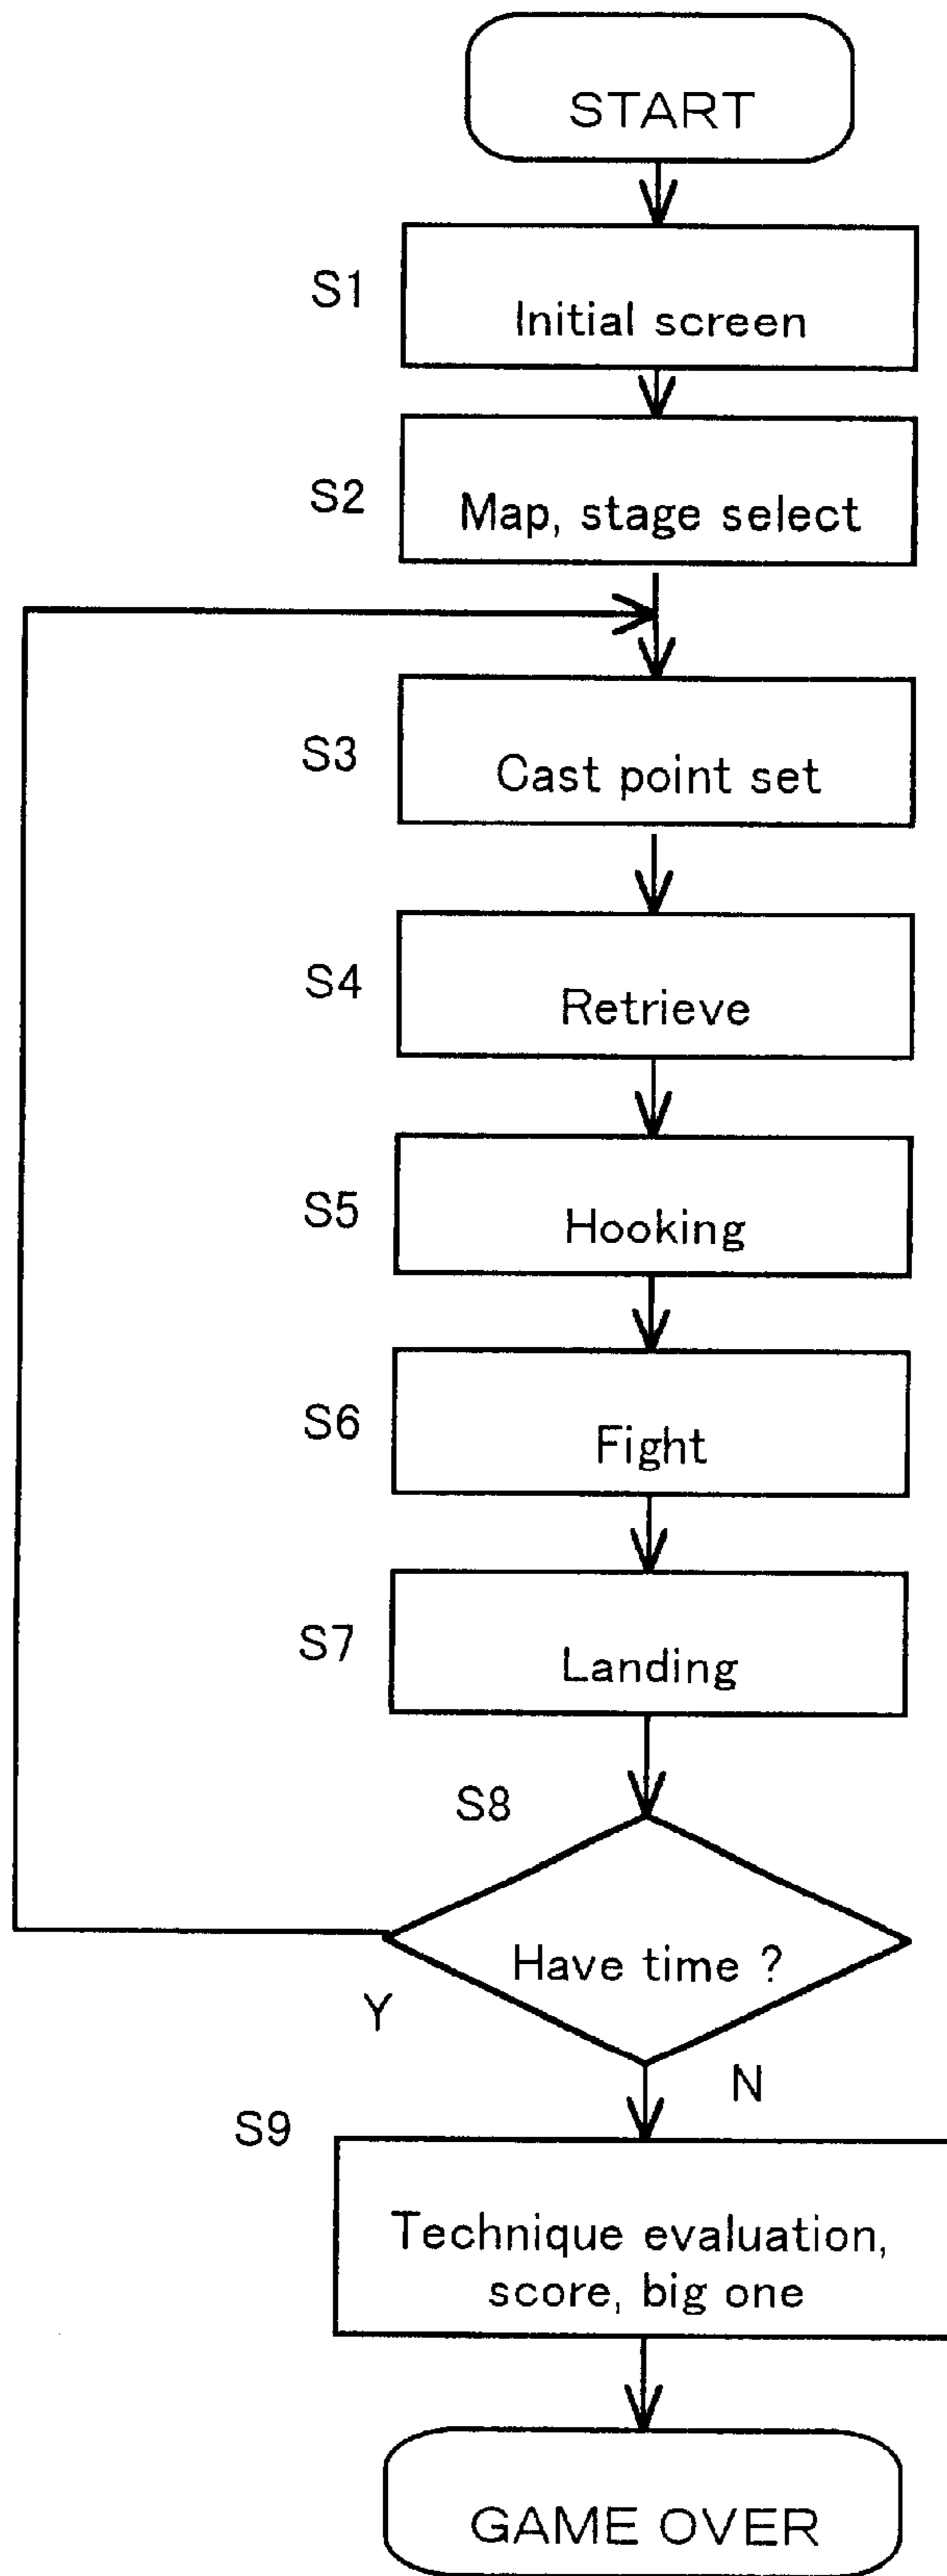 START
S1
Initial screen
S2
Map, stage select
S3
Cast point set
S4
Retrieve
S5
Hooking
S6
Fight
S7
Landing
S8
Have time ?
Y
N
S9
Technique evaluation,
score, big one
GAME OVER